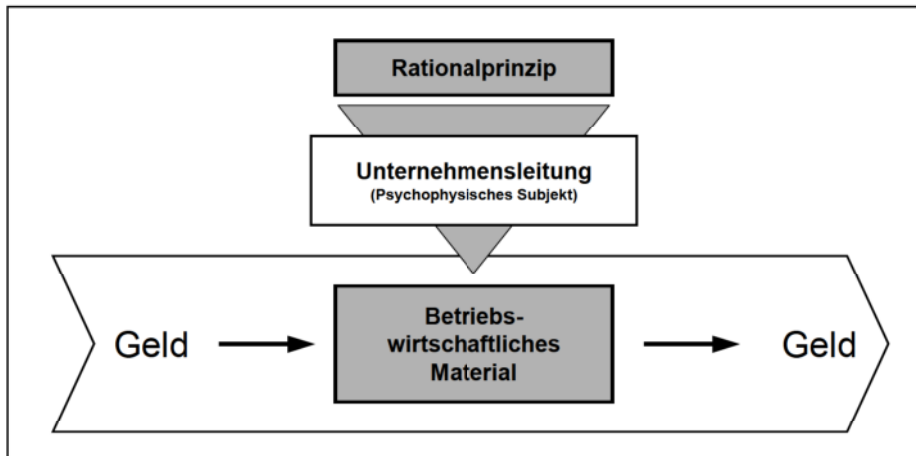 Rationalprinzip
Unternehmensleitung
(Psychophysisches Subjekt)
Geld
Betriebs-
wirtschaftliches
Material
Geld